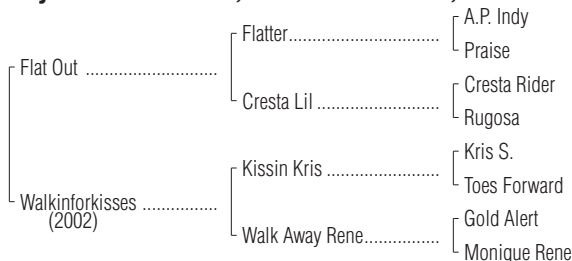 A.P. Indy
Flatter......................................
Praise
Flat Out .................................
Cresta Rider
Cresta Lil ...............................
Rugosa
Kris S.
Kissin Kris ............................
Toes Forward
Walkinforkisses ...................
(2002)
Gold Alert
Walk Away Rene...................
Monique Rene